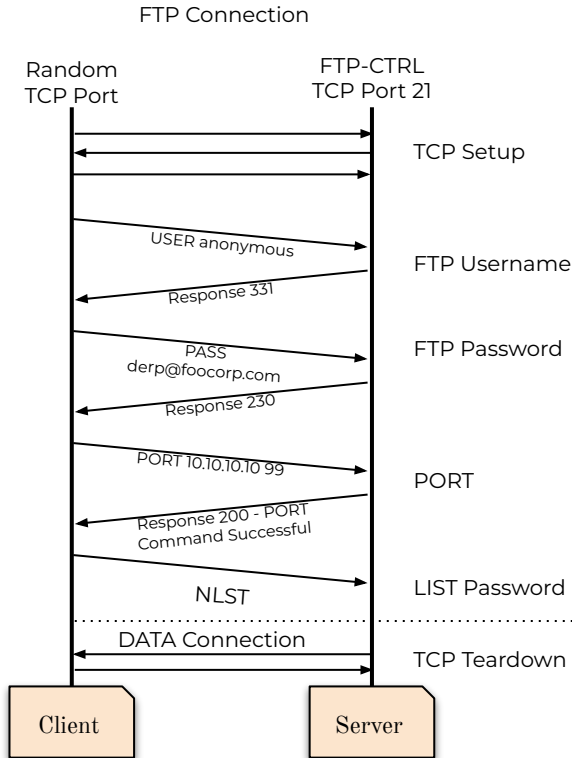 FTP Connection
Random
TCP Port
FTP-CTRL
TCP Port 21
TCP Setup
USER anonymous
FTP Username
Response 331
PASS
derp@foocorp.com
FTP Password
Response 230
PORT 10.10.10.10 99
PORT
Response 200 - PORT
Command Successful
NLST
LIST Password
DATA Connection
TCP Teardown
Client
Server